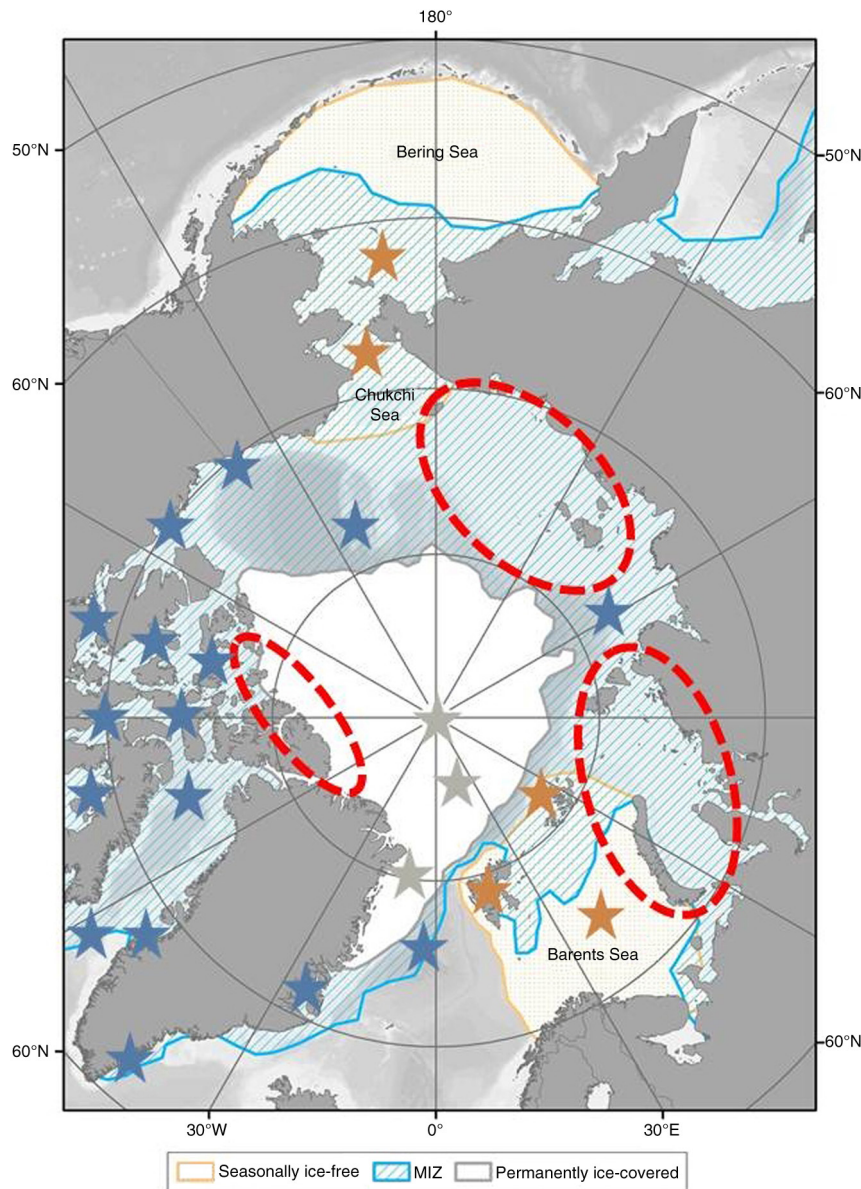 180°
50°N
50°N
Bering Sea
60°N
60°N
Chukchi
Sea
Barents Sea
60°N
60°N
30°W
0°
30°E
Seasonally ice-free
MIZ
Permanently ice-covered